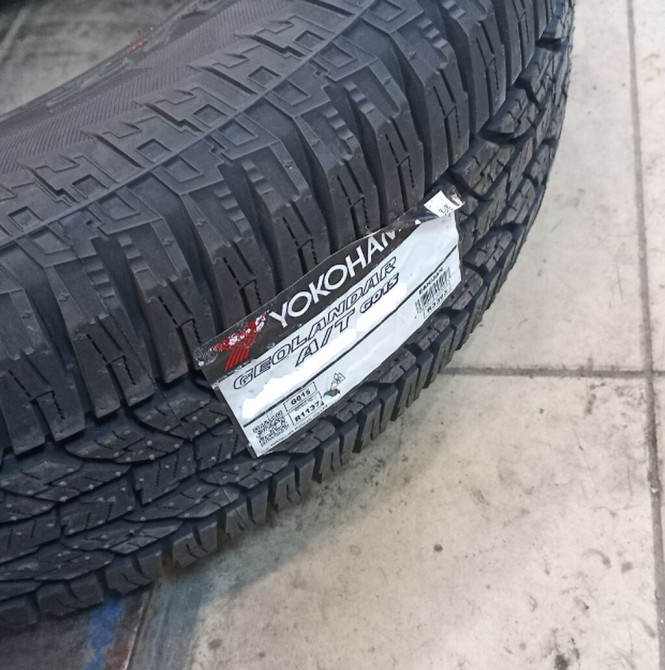 YOKOHAMA
GEOLANDAR
A/T G015
G015
R1137